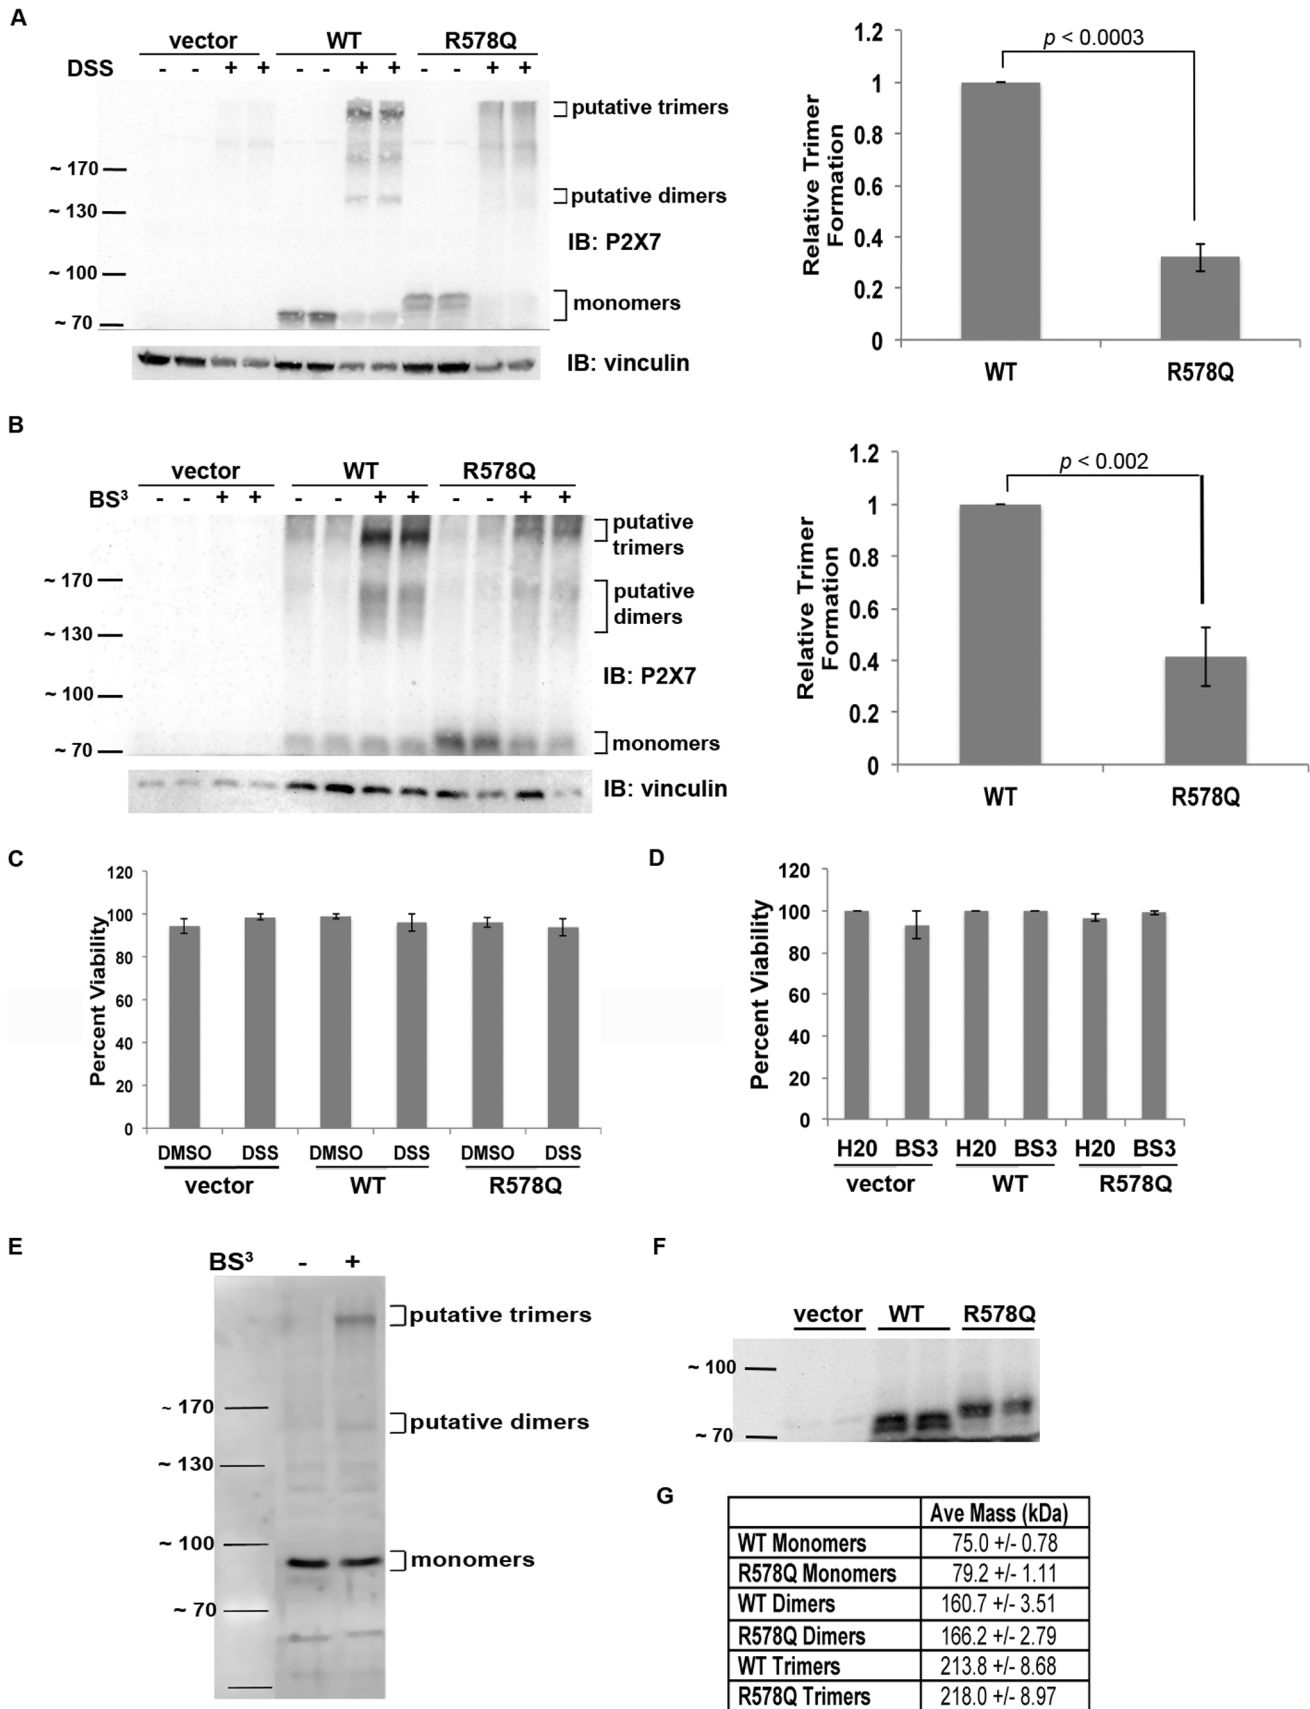 A
vector WT R578Q
DSS - - + + - - + + - - + +
putative trimers
~ 170
putative dimers
~ 130
IB: P2X7
~ 100
monomers
~ 70
IB: vinculin
Relative Trimer
Formation
1.2
1
0.8
0.6
0.4
0.2
0
p < 0.0003
WT R578Q
B
vector WT R578Q
BS³ - - + + - - + + - - + +
putative
trimers
~ 170
putative
dimers
~ 130
IB: P2X7
~ 100
monomers
~ 70
IB: vinculin
Relative Trimer
Formation
1.2
1
0.8
0.6
0.4
0.2
0
p < 0.002
WT R578Q
C
Percent Viability
120
100
80
60
40
20
0
DMSO DSS DMSO DSS DMSO DSS
vector WT R578Q
D
Percent Viability
120
100
80
60
40
20
0
H20 BS3 H20 BS3 H20 BS3
vector WT R578Q
E
BS³ - +
putative trimers
~ 170
putative dimers
~ 130
~ 100
monomers
~ 70
F
vector WT R578Q
~ 100
~ 70
G
Ave Mass (kDa)
WT Monomers 75.0 +/- 0.78
R578Q Monomers 79.2 +/- 1.11
WT Dimers 160.7 +/- 3.51
R578Q Dimers 166.2 +/- 2.79
WT Trimers 213.8 +/- 8.68
R578Q Trimers 218.0 +/- 8.97